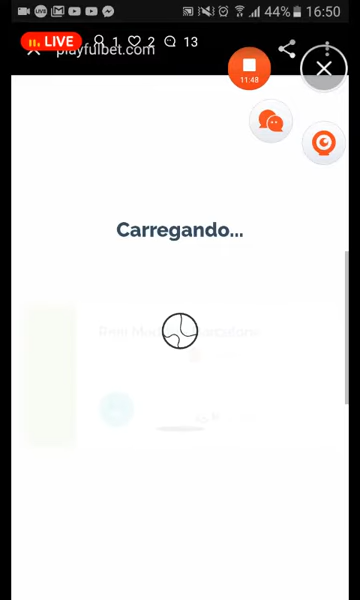 44% 16:50
LIVE 1 2 13
playfulbet.com
11:48
Carregando...